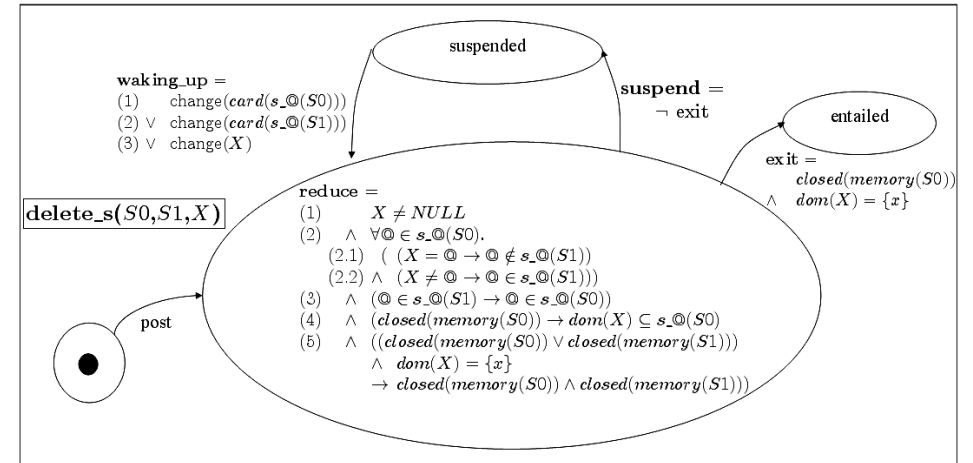 suspended
waking_up =
(1) change(card(s_@(S0)))
(2) ∨ change(card(s_@(S1)))
(3) ∨ change(X)
suspend =
¬ exit
entailed
exit =
closed(memory(S0))
∧ dom(X) = {x}
delete_s(S0,S1,X)
reduce =
(1) X ≠ NULL
(2) ∧ ∀@ ∈ s_@(S0).
(2.1) ( (X = @ → @ ∉ s_@(S1))
(2.2) ∧ (X ≠ @ → @ ∈ s_@(S1)))
(3) ∧ (@ ∈ s_@(S1) → @ ∈ s_@(S0))
(4) ∧ (closed(memory(S0)) → dom(X) ⊆ s_@(S0)
(5) ∧ ((closed(memory(S0)) ∨ closed(memory(S1)))
∧ dom(X) = {x}
→ closed(memory(S0)) ∧ closed(memory(S1)))
post